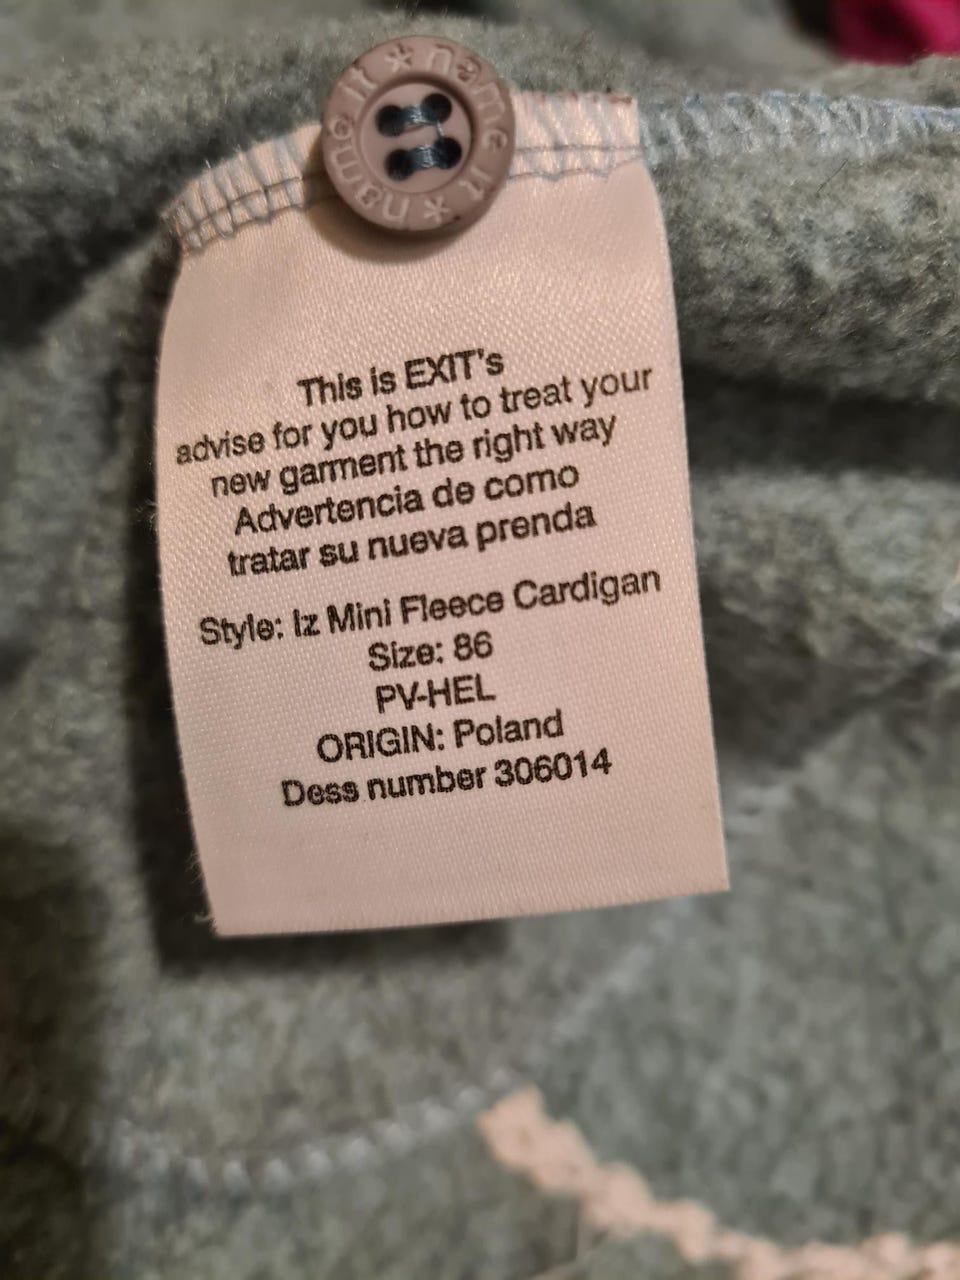 name it * name it *
This is EXIT's
advise for you how to treat your
new garment the right way
Advertencia de como
tratar su nueva prenda
Style: Iz Mini Fleece Cardigan
Size: 86
PV-HEL
ORIGIN: Poland
Dess number 306014